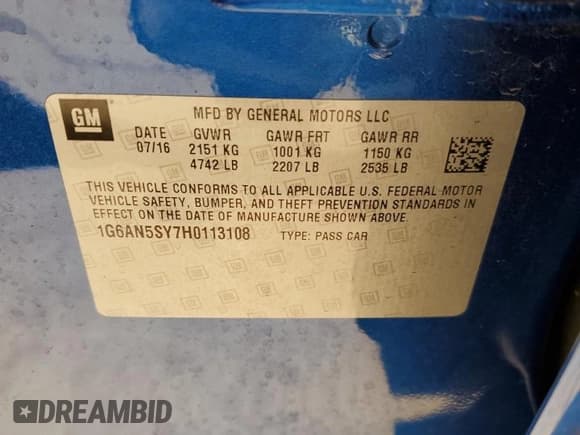 GM
MFD BY GENERAL MOTORS LLC
DATE GVWR GAWR FRT GAWR RR
07/16 2151 KG 1001 KG 1150 KG
4742 LB 2207 LB 2535 LB
THIS VEHICLE CONFORMS TO ALL APPLICABLE U.S. FEDERAL MOTOR
VEHICLE SAFETY, BUMPER, AND THEFT PREVENTION STANDARDS IN
EFFECT ON THE DATE OF MANUFACTURE SHOWN ABOVE.
1G6AN5SY7H0113108 TYPE: PASS CAR
DREAMBID